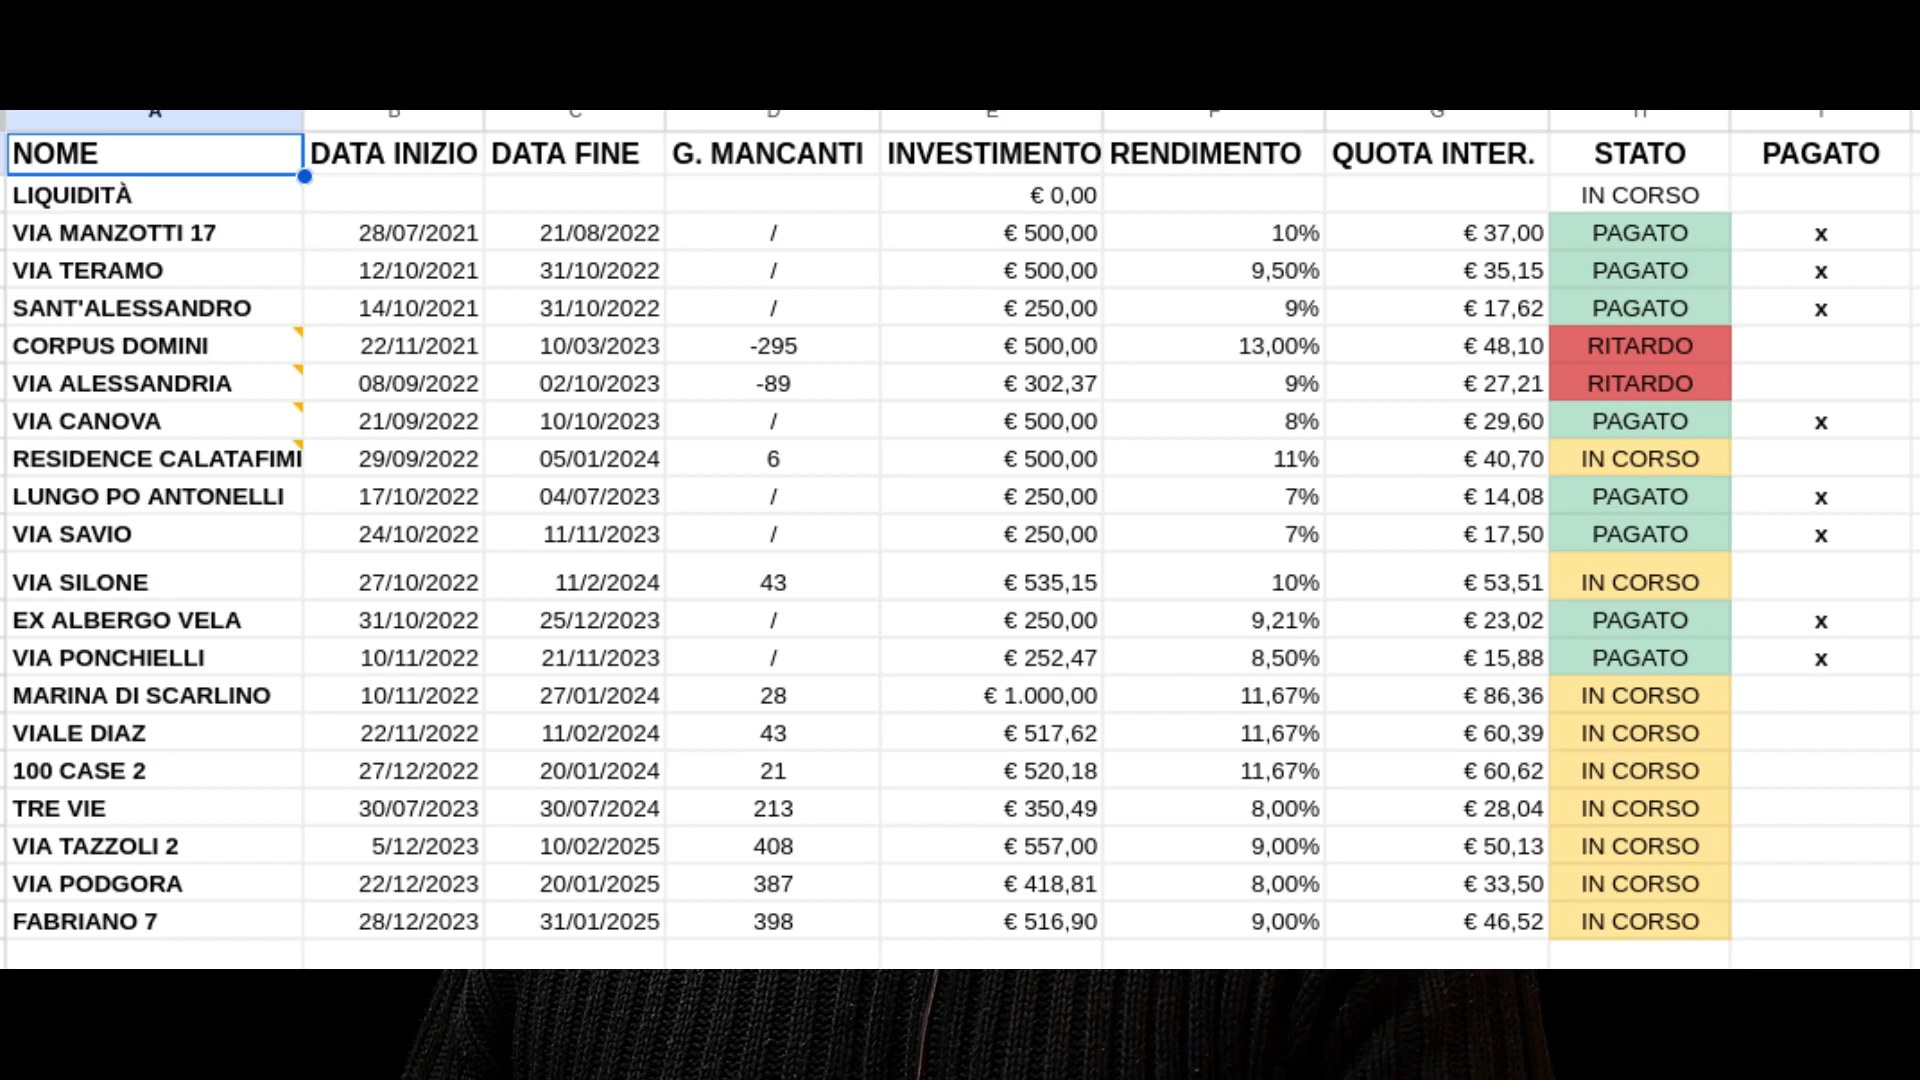 A B C D E F G H I
NOME DATA INIZIO DATA FINE G. MANCANTI INVESTIMENTO RENDIMENTO QUOTA INTER. STATO PAGATO
LIQUIDITÀ € 0,00 IN CORSO
VIA MANZOTTI 17 28/07/2021 21/08/2022 / € 500,00 10% € 37,00 PAGATO x
VIA TERAMO 12/10/2021 31/10/2022 / € 500,00 9,50% € 35,15 PAGATO x
SANT'ALESSANDRO 14/10/2021 31/10/2022 / € 250,00 9% € 17,62 PAGATO x
CORPUS DOMINI 22/11/2021 10/03/2023 -295 € 500,00 13,00% € 48,10 RITARDO
VIA ALESSANDRIA 08/09/2022 02/10/2023 -89 € 302,37 9% € 27,21 RITARDO
VIA CANOVA 21/09/2022 10/10/2023 / € 500,00 8% € 29,60 PAGATO x
RESIDENCE CALATAFIMI 29/09/2022 05/01/2024 6 € 500,00 11% € 40,70 IN CORSO
LUNGO PO ANTONELLI 17/10/2022 04/07/2023 / € 250,00 7% € 14,08 PAGATO x
VIA SAVIO 24/10/2022 11/11/2023 / € 250,00 7% € 17,50 PAGATO x
VIA SILONE 27/10/2022 11/2/2024 43 € 535,15 10% € 53,51 IN CORSO
EX ALBERGO VELA 31/10/2022 25/12/2023 / € 250,00 9,21% € 23,02 PAGATO x
VIA PONCHIELLI 10/11/2022 21/11/2023 / € 252,47 8,50% € 15,88 PAGATO x
MARINA DI SCARLINO 10/11/2022 27/01/2024 28 € 1.000,00 11,67% € 86,36 IN CORSO
VIALE DIAZ 22/11/2022 11/02/2024 43 € 517,62 11,67% € 60,39 IN CORSO
100 CASE 2 27/12/2022 20/01/2024 21 € 520,18 11,67% € 60,62 IN CORSO
TRE VIE 30/07/2023 30/07/2024 213 € 350,49 8,00% € 28,04 IN CORSO
VIA TAZZOLI 2 5/12/2023 10/02/2025 408 € 557,00 9,00% € 50,13 IN CORSO
VIA PODGORA 22/12/2023 20/01/2025 387 € 418,81 8,00% € 33,50 IN CORSO
FABRIANO 7 28/12/2023 31/01/2025 398 € 516,90 9,00% € 46,52 IN CORSO